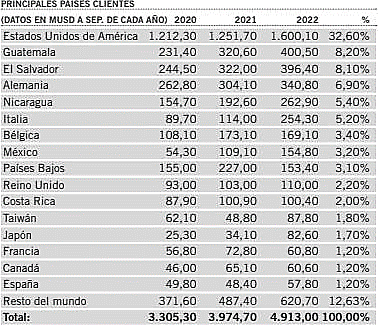 PRINCIPALES PAISES CLIENTES
(DATOS EN MUSD A SEP. DE CADA AÑO) 2020 2021 2022 %
Estados Unidos de América 1.212,30 1.251,70 1.600,10 32,60%
Guatemala 231,40 320,60 400,50 8,20%
El Salvador 244,50 322,00 396,40 8,10%
Alemania 262,80 304,10 340,80 6,90%
Nicaragua 154,70 192,60 262,90 5,40%
Italia 89,70 114,00 254,30 5,20%
Bélgica 108,10 173,10 169,10 3,40%
México 54,30 109,10 154,80 3,20%
Países Bajos 155,00 227,00 153,40 3,10%
Reino Unido 93,00 103,00 110,00 2,20%
Costa Rica 87,90 100,90 100,40 2,00%
Taiwán 62,10 48,80 87,80 1,80%
Japón 25,30 34,10 82,60 1,70%
Francia 56,80 72,80 60,80 1,20%
Canadá 46,00 65,10 60,60 1,20%
España 49,80 48,40 57,80 1,20%
Resto del mundo 371,60 487,40 620,70 12,63%
Total: 3.305,30 3.974,70 4.913,00 100,00%